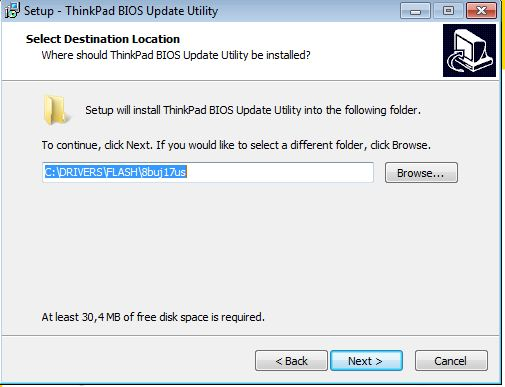 Setup - ThinkPad BIOS Update Utility
Select Destination Location
Where should ThinkPad BIOS Update Utility be installed?
Setup will install ThinkPad BIOS Update Utility into the following folder.
To continue, click Next. If you would like to select a different folder, click Browse.
C:\DRIVERS\FLASH\8buj17us
Browse...
At least 30,4 MB of free disk space is required.
< Back
Next >
Cancel